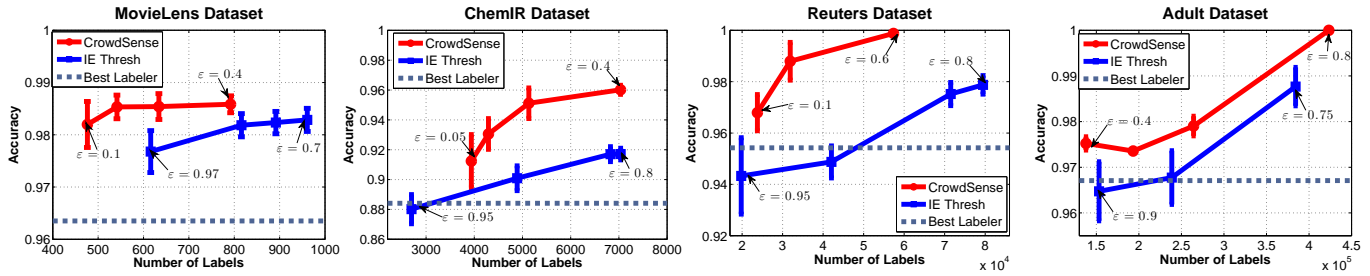 MovieLens Dataset
CrowdSense
IE Thresh
Best Labeler
ε = 0.4
ε = 0.1
ε = 0.97
ε = 0.7
Accuracy
1
0.99
0.98
0.97
0.96
400 500 600 700 800 900 1000
Number of Labels
ChemIR Dataset
CrowdSense
IE Thresh
Best Labeler
ε = 0.4
ε = 0.05
ε = 0.95
ε = 0.8
Accuracy
1
0.98
0.96
0.94
0.92
0.9
0.88
0.86
3000 4000 5000 6000 7000 8000
Number of Labels
Reuters Dataset
ε = 0.6
ε = 0.8
ε = 0.1
ε = 0.95
CrowdSense
IE Thresh
Best Labeler
Accuracy
1
0.98
0.96
0.94
0.92
2 3 4 5 6 7 8
x 10⁴
Number of Labels
Adult Dataset
CrowdSense
IE Thresh
Best Labeler
ε = 0.8
ε = 0.75
ε = 0.4
ε = 0.9
Accuracy
1
0.99
0.98
0.97
0.96
1.5 2 2.5 3 3.5 4 4.5
x 10⁵
Number of Labels